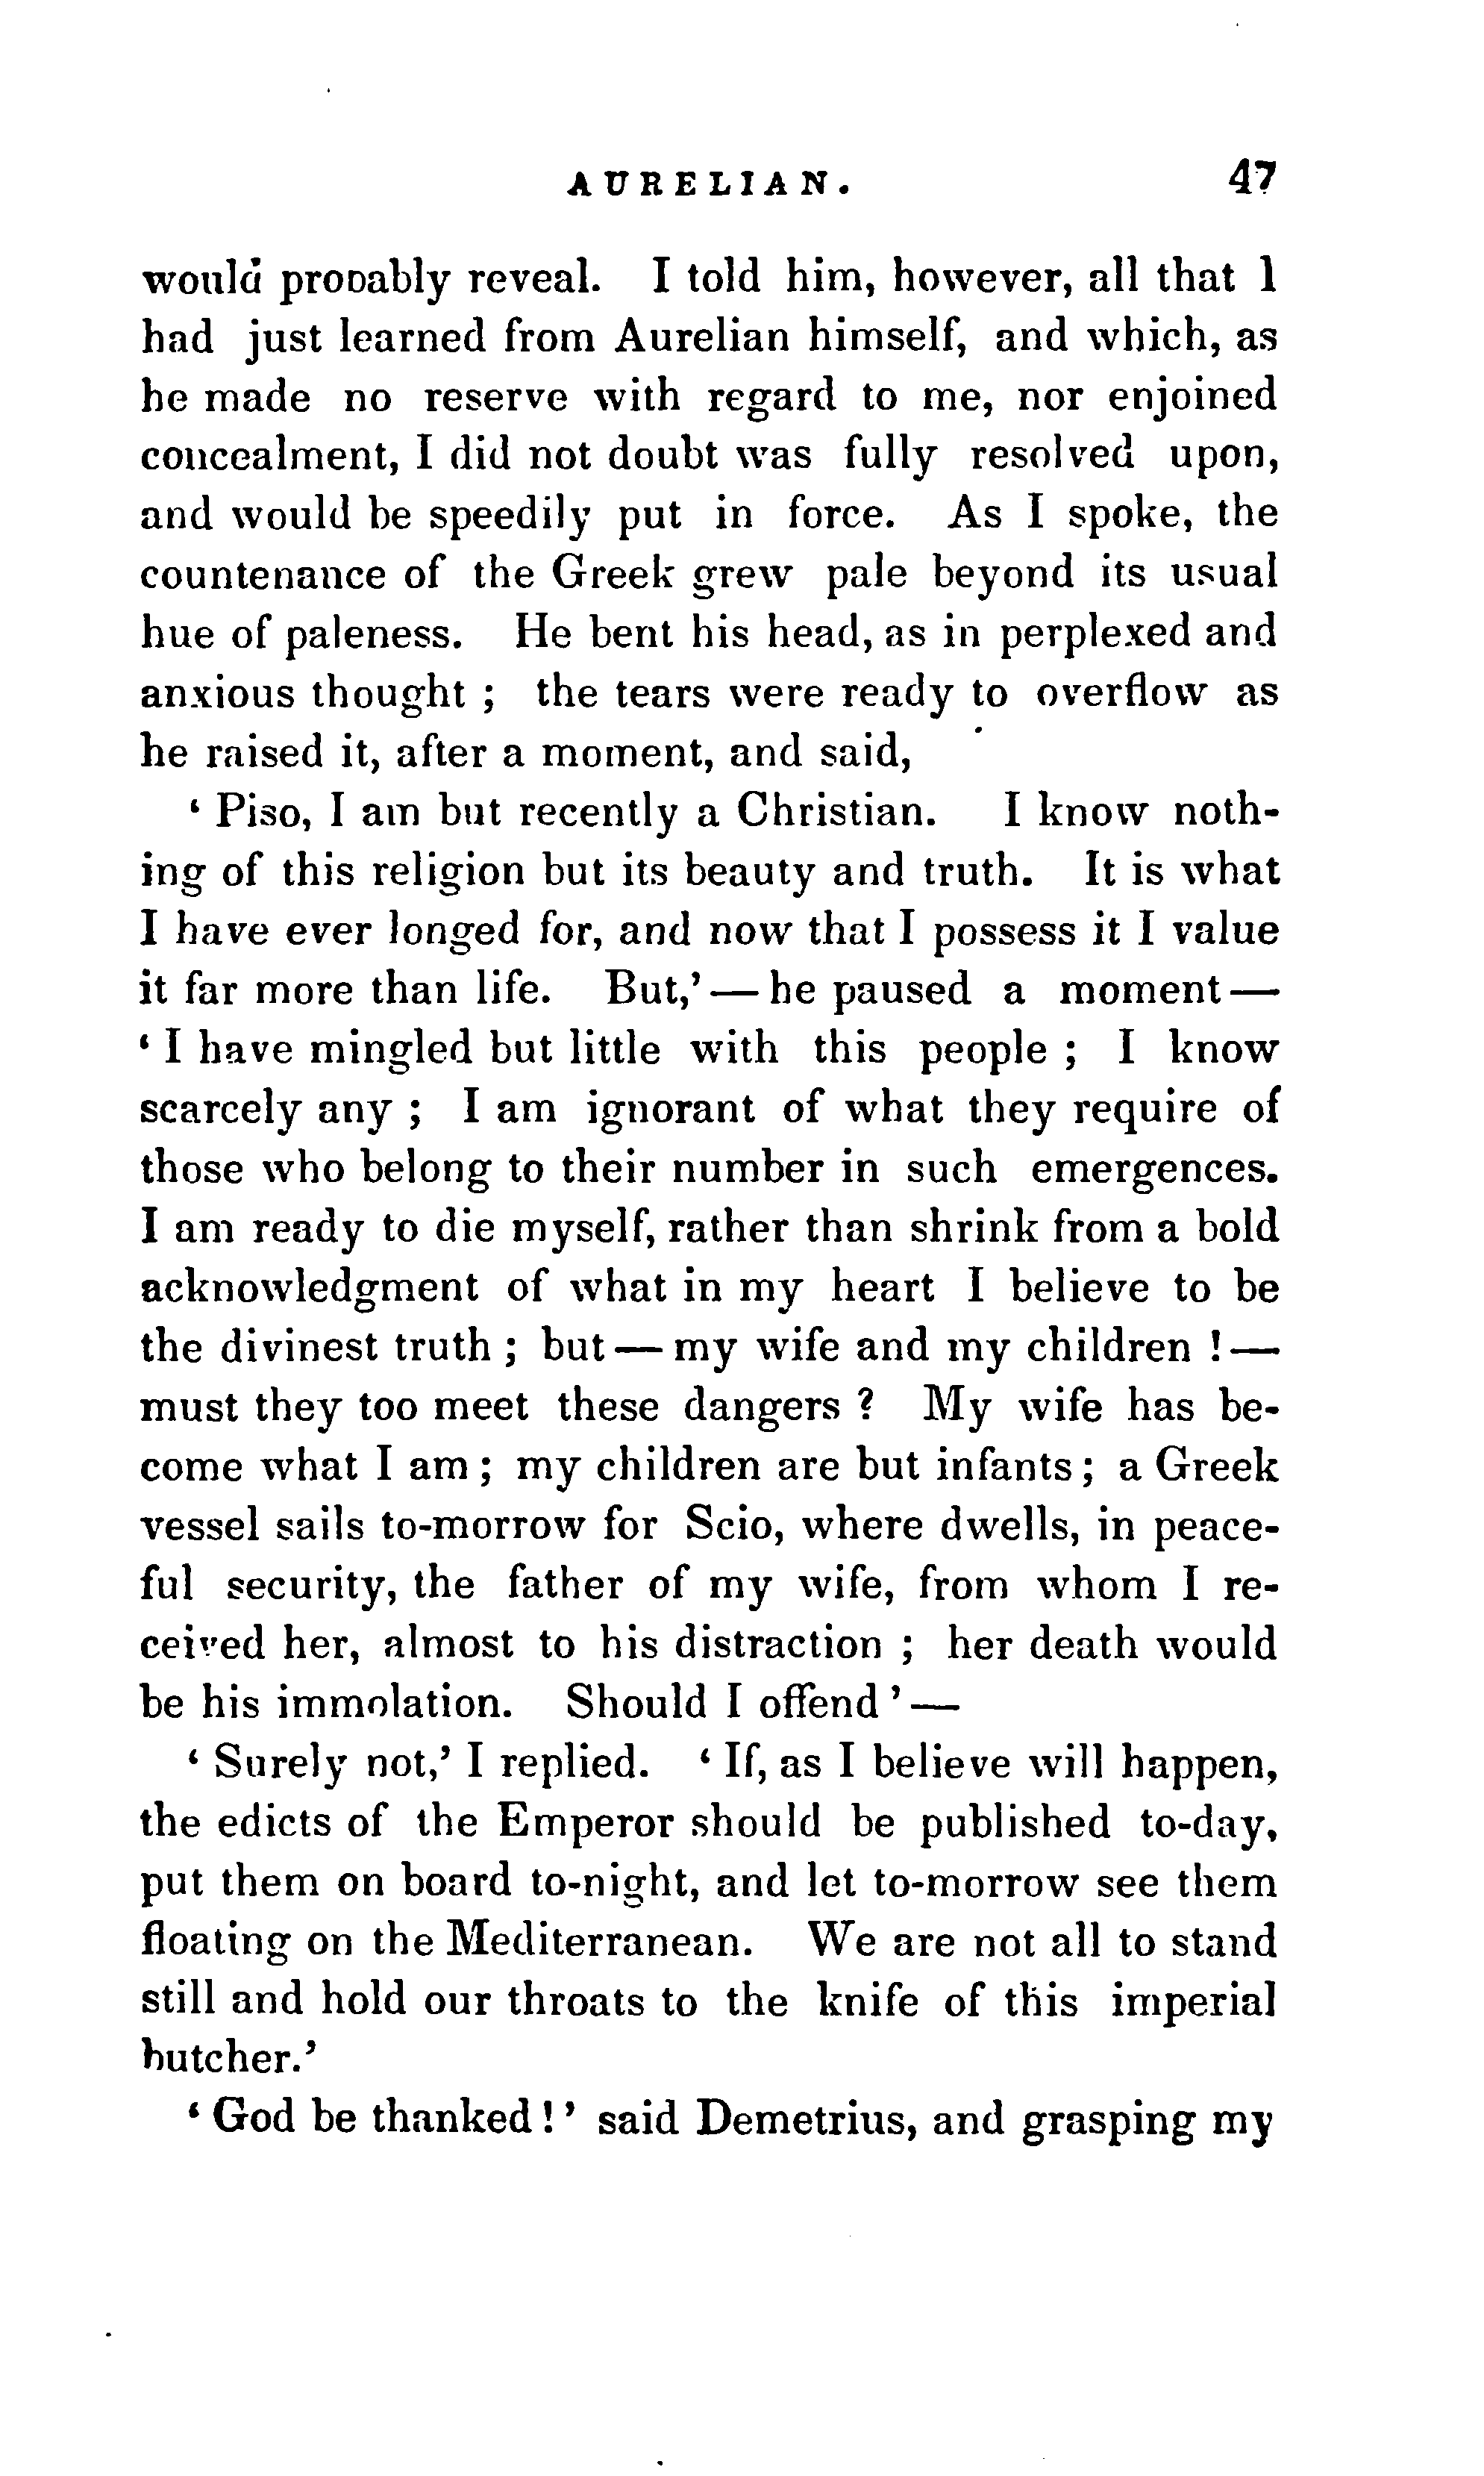 AURELIAN. 47
would probably reveal. I told him, however, all that I
had just learned from Aurelian himself, and which, as
he made no reserve with regard to me, nor enjoined
concealment, I did not doubt was fully resolved upon,
and would be speedily put in force. As I spoke, the
countenance of the Greek grew pale beyond its usual
hue of paleness. He bent his head, as in perplexed and
anxious thought ; the tears were ready to overflow as
he raised it, after a moment, and said,
‘ Piso, I am but recently a Christian. I know noth-
ing of this religion but its beauty and truth. It is what
I have ever longed for, and now that I possess it I value
it far more than life. But,’ — he paused a moment —
‘ I have mingled but little with this people ; I know
scarcely any ; I am ignorant of what they require of
those who belong to their number in such emergences.
I am ready to die myself, rather than shrink from a bold
acknowledgment of what in my heart I believe to be
the divinest truth ; but — my wife and my children ! —
must they too meet these dangers ? My wife has be-
come what I am ; my children are but infants ; a Greek
vessel sails to-morrow for Scio, where dwells, in peace-
ful security, the father of my wife, from whom I re-
ceived her, almost to his distraction ; her death would
be his immolation. Should I offend ’ —
‘ Surely not,’ I replied. ‘ If, as I believe will happen,
the edicts of the Emperor should be published to-day,
put them on board to-night, and let to-morrow see them
floating on the Mediterranean. We are not all to stand
still and hold our throats to the knife of this imperial
butcher.’
‘ God be thanked ! ’ said Demetrius, and grasping my